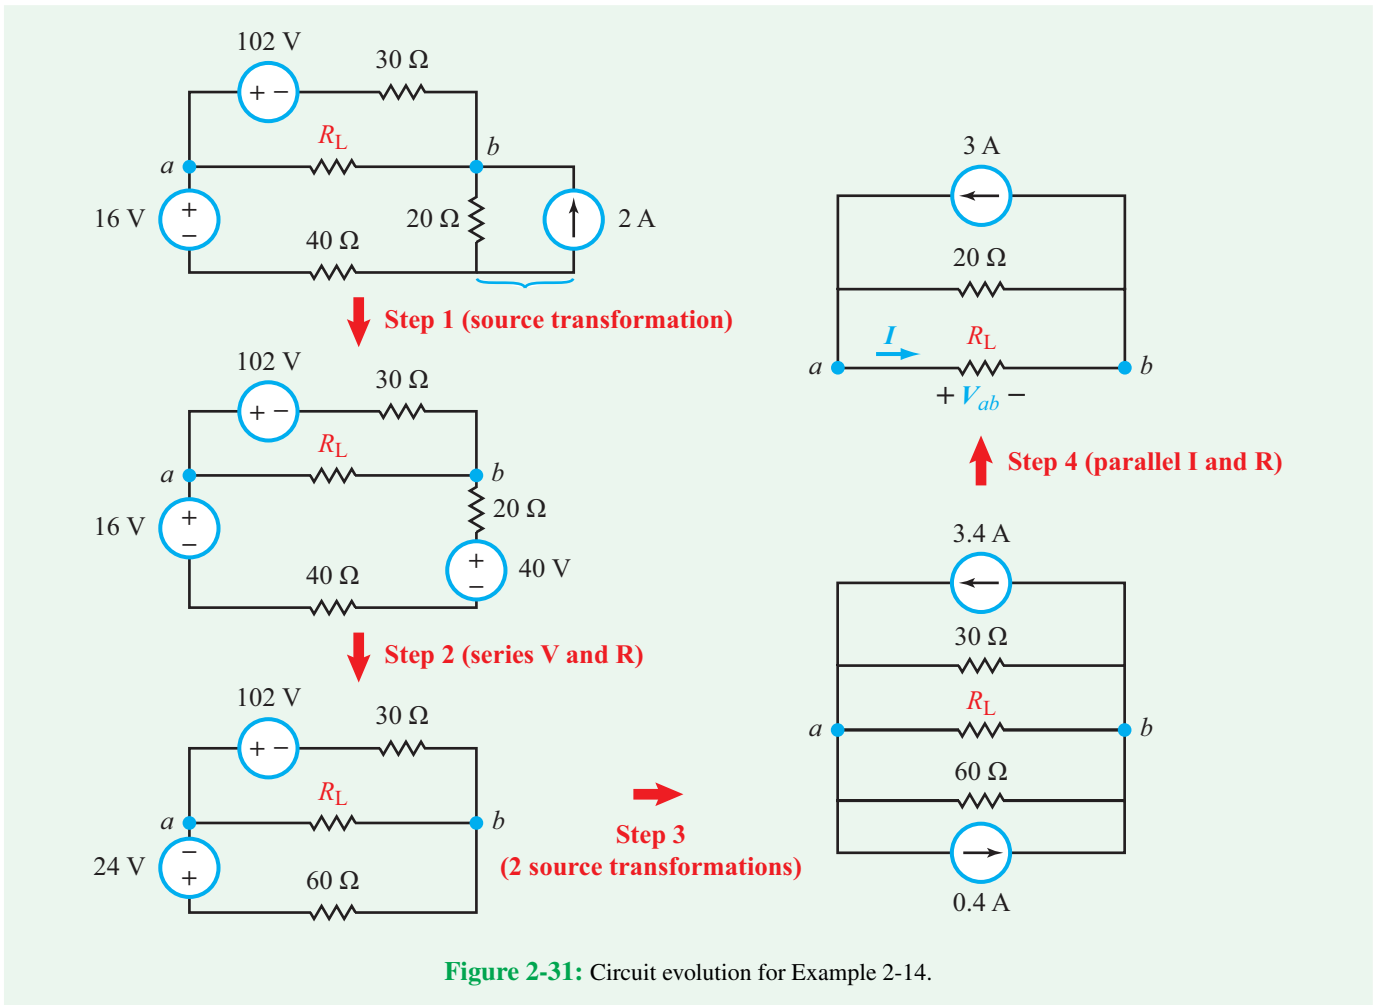 102 V
30 Ω
R_L
a
b
16 V
+ −
+
−
20 Ω
2 A
40 Ω
Step 1 (source transformation)
102 V
30 Ω
+ −
R_L
a
b
16 V
+
−
20 Ω
40 Ω
+
−
40 V
Step 2 (series V and R)
102 V
30 Ω
+ −
R_L
a
b
24 V
−
+
60 Ω
Step 3
(2 source transformations)
3.4 A
30 Ω
R_L
a
b
60 Ω
0.4 A
Step 4 (parallel I and R)
3 A
20 Ω
I
R_L
a
b
+ V_ab −
Figure 2-31: Circuit evolution for Example 2-14.